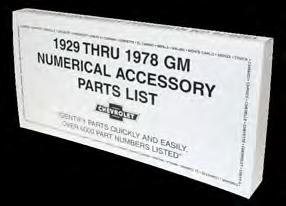 1929 THRU 1978 GM
NUMERICAL ACCESSORY
PARTS LIST
CHEVROLET
"IDENTIFY PARTS QUICKLY AND EASILY,
OVER 6000 PART NUMBERS LISTED"